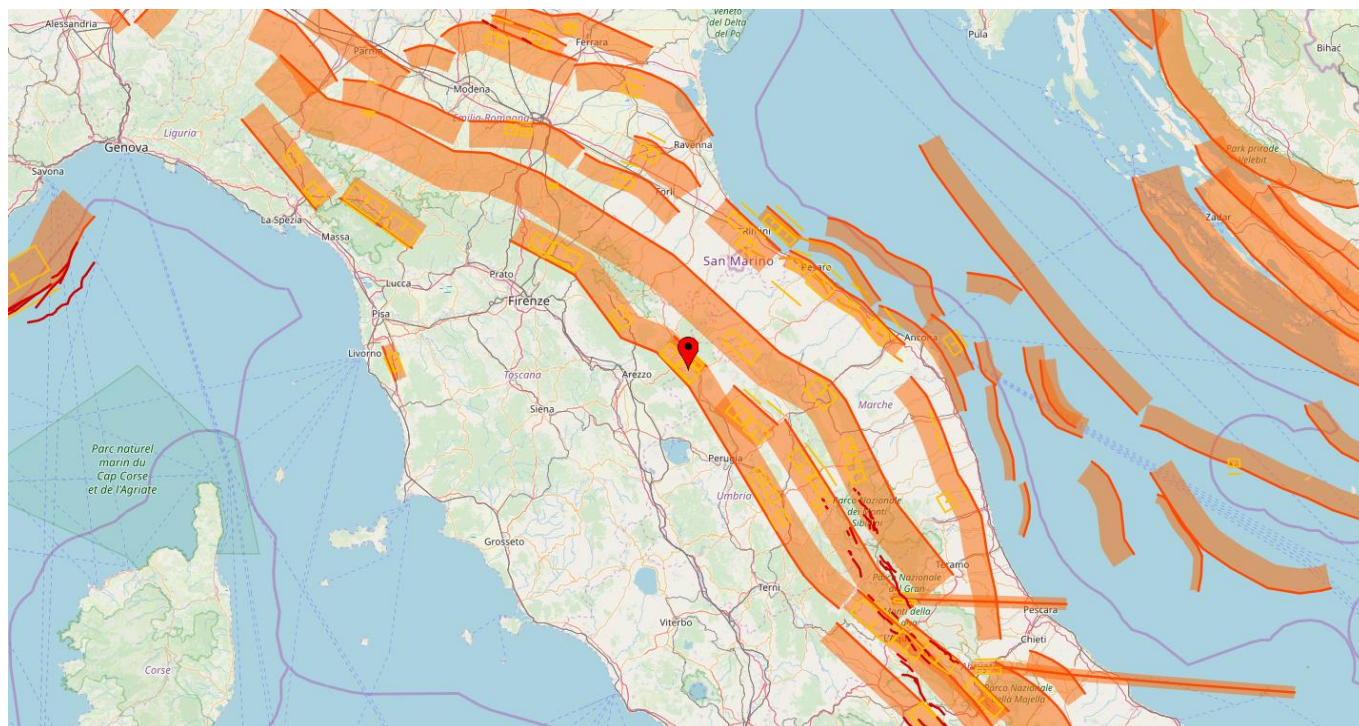 Alessandria
Parma
Ferrara
Veneto
del Delta
del Po
Pula
Bihać
Modena
Emilia-Romagna
Liguria
Genova
Savona
Ravenna
Park prirode
Velebit
Forlì
La Spezia
Massa
Rimini
Zadar
San Marino
Pesaro
Prato
Lucca
Firenze
Pisa
Ancona
Livorno
Arezzo
Toscana
Siena
Marche
Parc naturel
marin du
Cap Corse
et de l'Agriate
Perugia
Umbria
Parco Nazionale
dei Monti
Sibillini
Grosseto
Teramo
Parco Nazionale
del Gran
Monti della
Terni
Pescara
Viterbo
Chieti
Corse
Parco Nazionale
della Majella